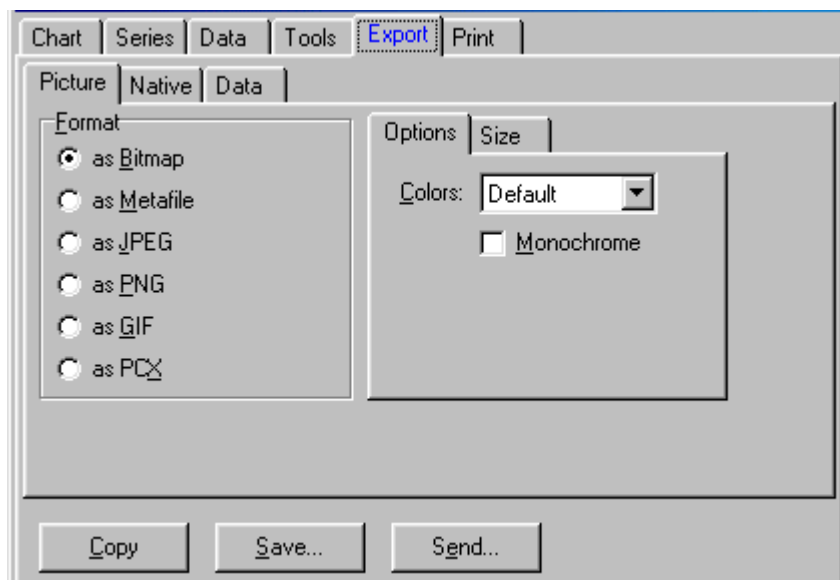 Chart Series Data Tools Export Print
Picture Native Data
Format
as Bitmap
as Metafile
as JPEG
as PNG
as GIF
as PCX
Options Size
Colors: Default
Monochrome
Copy Save... Send...